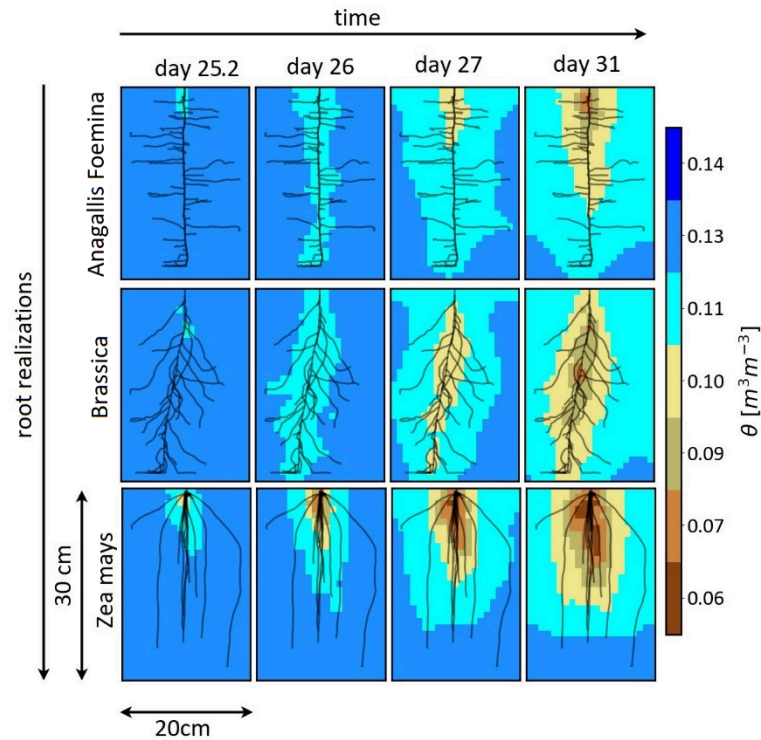 time
day 25.2
day 26
day 27
day 31
root realizations
Anagallis Foemina
Brassica
Zea mays
30 cm
20cm
0.14
0.13
0.11
0.10
0.09
0.07
0.06
θ [m³m⁻³]